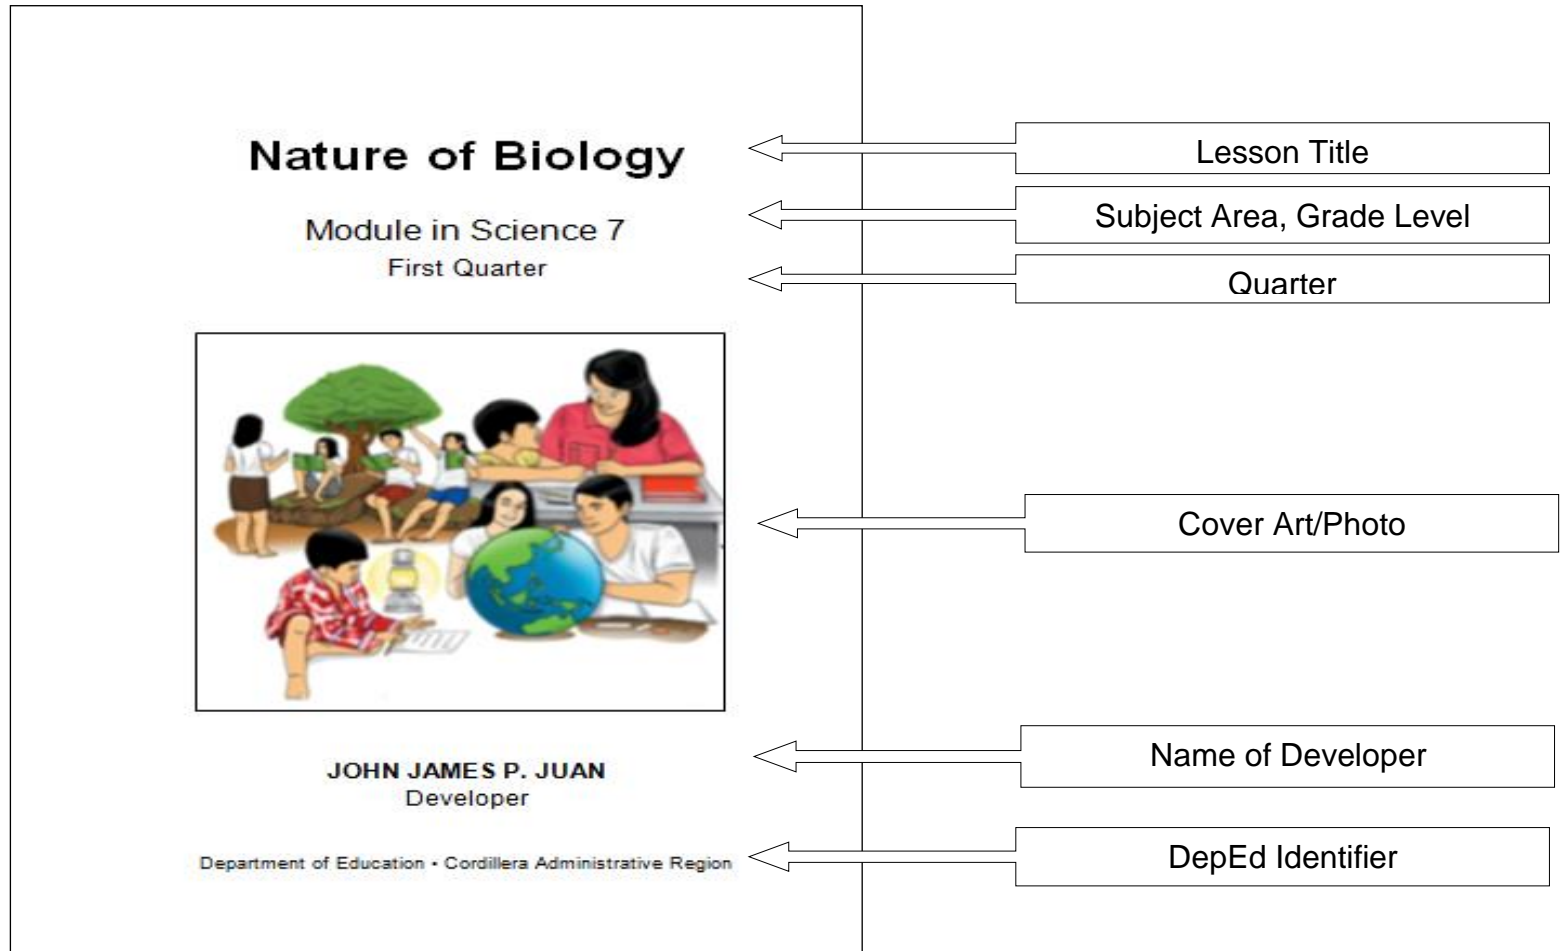 Nature of Biology
Lesson Title
Module in Science 7
Subject Area, Grade Level
First Quarter
Quarter
Cover Art/Photo
JOHN JAMES P. JUAN
Name of Developer
Developer
Department of Education • Cordillera Administrative Region
DepEd Identifier